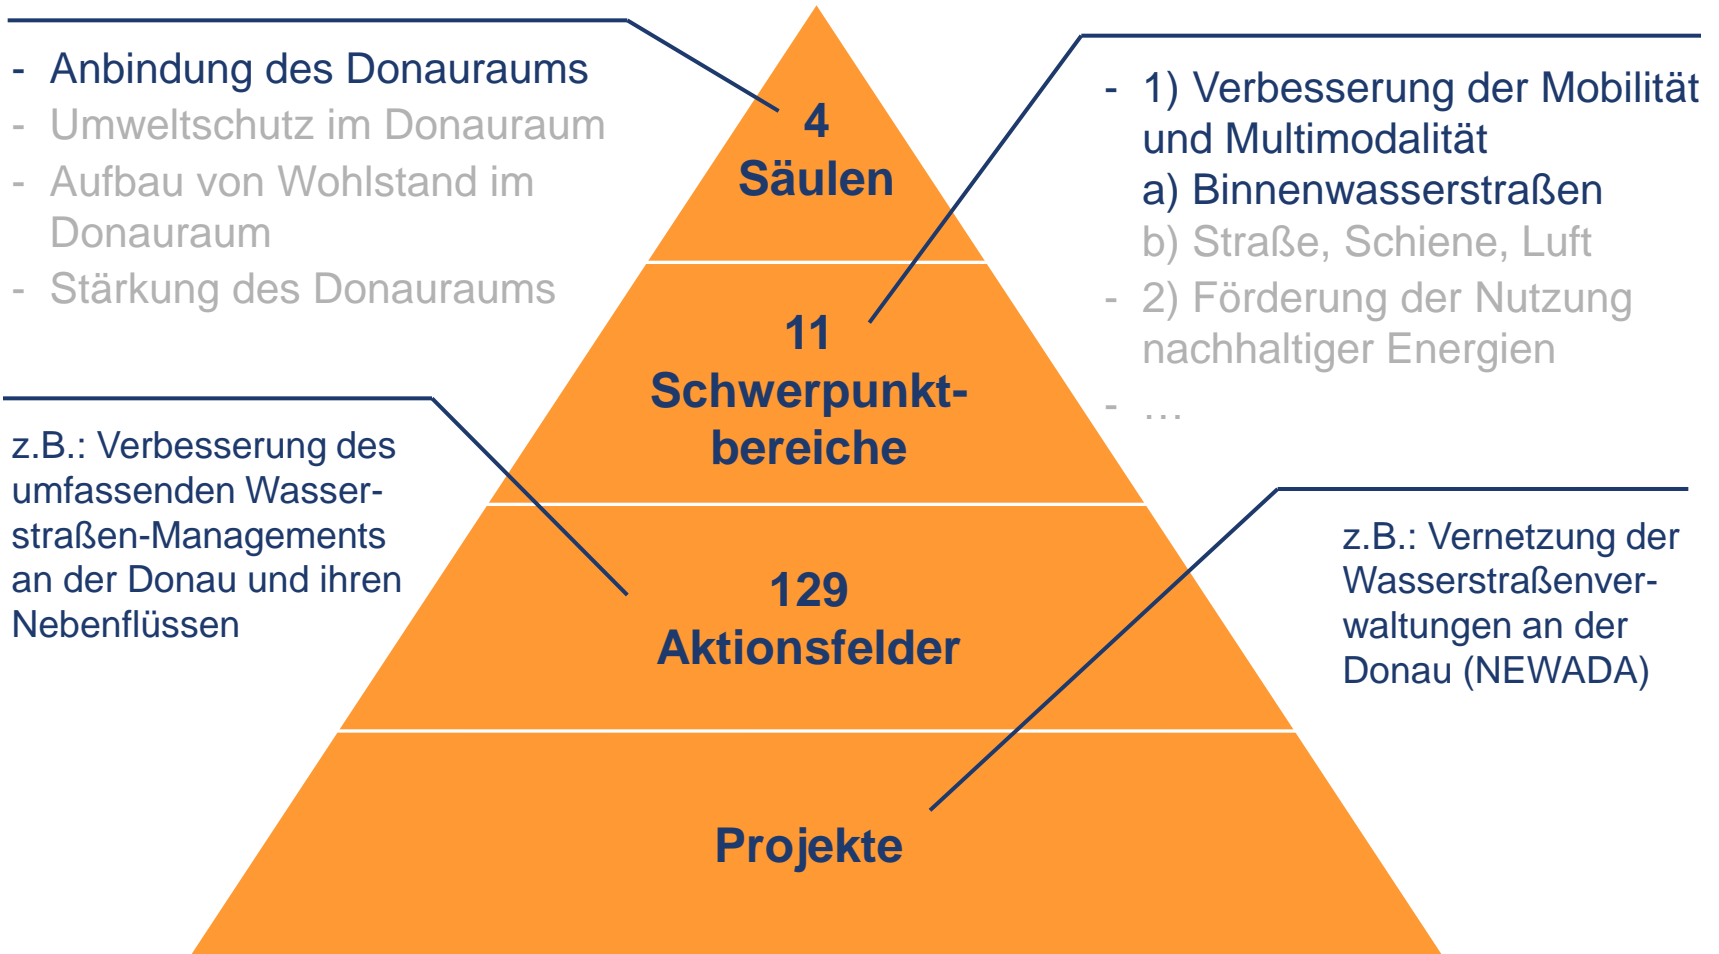 - Anbindung des Donauraums
- Umweltschutz im Donauraum
- Aufbau von Wohlstand im
Donauraum
- Stärkung des Donauraums
4
Säulen
- 1) Verbesserung der Mobilität
und Multimodalität
a) Binnenwasserstraßen
b) Straße, Schiene, Luft
- 2) Förderung der Nutzung
nachhaltiger Energien
- …
11
Schwerpunkt-
bereiche
z.B.: Verbesserung des
umfassenden Wasser-
straßen-Managements
an der Donau und ihren
Nebenflüssen
129
Aktionsfelder
z.B.: Vernetzung der
Wasserstraßenver-
waltungen an der
Donau (NEWADA)
Projekte